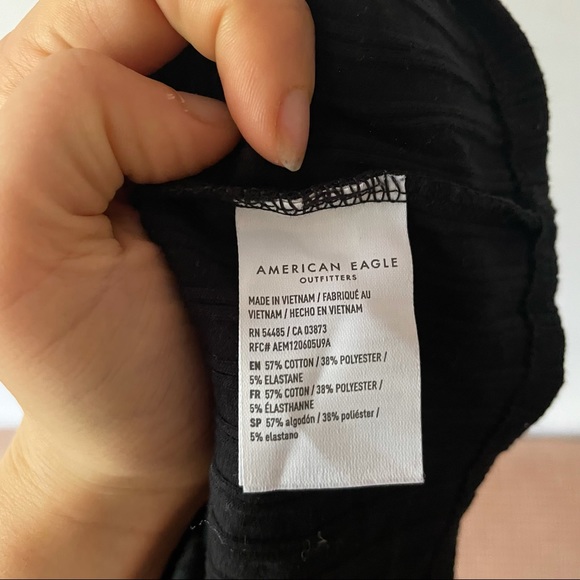 AMERICAN EAGLE
OUTFITTERS
MADE IN VIETNAM / FABRIQUÉ AU
VIETNAM / HECHO EN VIETNAM
RN 54485 / CA 03873
RFC# AEM120605U9A
EN 57% COTTON / 38% POLYESTER /
5% ELASTANE
FR 57% COTON / 38% POLYESTER /
5% ÉLASTHANNE
SP 57% algodón / 38% poliéster /
5% elastano